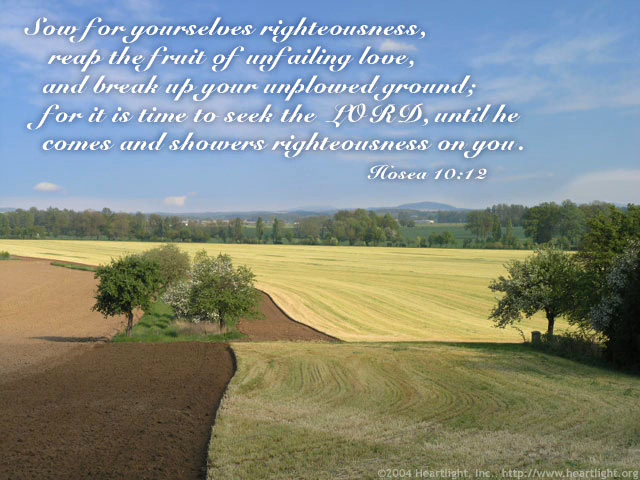 Sow for yourselves righteousness,
reap the fruit of unfailing love,
and break up your unplowed ground;
for it is time to seek the LORD, until he
comes and showers righteousness on you.
Hosea 10:12
©2004 Heartlight, Inc. http://www.heartlight.org